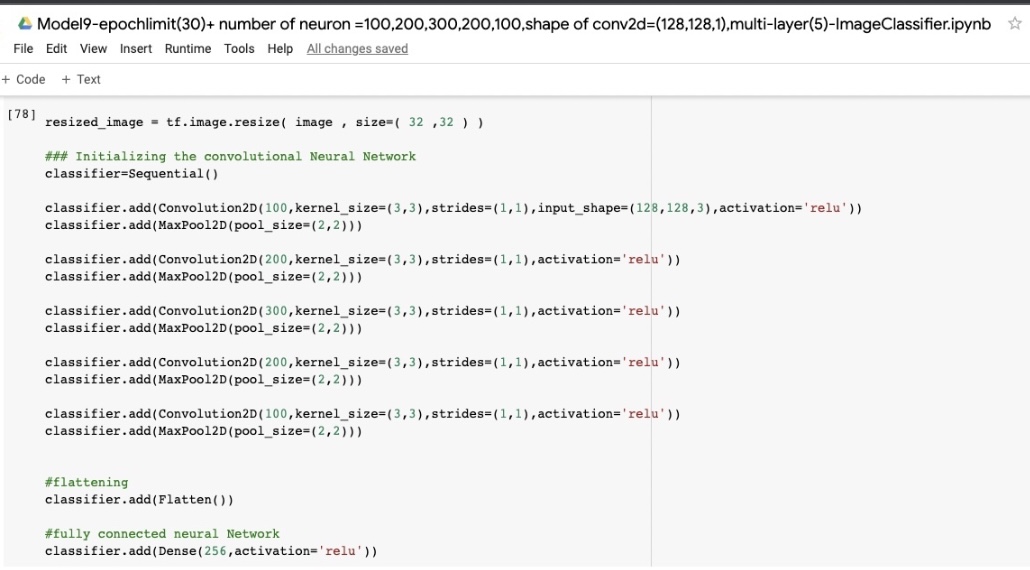 Model9-epochlimit(30)+ number of neuron =100,200,300,200,100,shape of conv2d=(128,128,1),multi-layer(5)-ImageClassifier.ipynb
File Edit View Insert Runtime Tools Help All changes saved
+ Code + Text
[78]
resized_image = tf.image.resize( image , size=( 32 ,32 ) )
### Initializing the convolutional Neural Network
classifier=Sequential()
classifier.add(Convolution2D(100,kernel_size=(3,3),strides=(1,1),input_shape=(128,128,3),activation='relu'))
classifier.add(MaxPool2D(pool_size=(2,2)))
classifier.add(Convolution2D(200,kernel_size=(3,3),strides=(1,1),activation='relu'))
classifier.add(MaxPool2D(pool_size=(2,2)))
classifier.add(Convolution2D(300,kernel_size=(3,3),strides=(1,1),activation='relu'))
classifier.add(MaxPool2D(pool_size=(2,2)))
classifier.add(Convolution2D(200,kernel_size=(3,3),strides=(1,1),activation='relu'))
classifier.add(MaxPool2D(pool_size=(2,2)))
classifier.add(Convolution2D(100,kernel_size=(3,3),strides=(1,1),activation='relu'))
classifier.add(MaxPool2D(pool_size=(2,2)))
#flattening
classifier.add(Flatten())
#fully connected neural Network
classifier.add(Dense(256,activation='relu'))